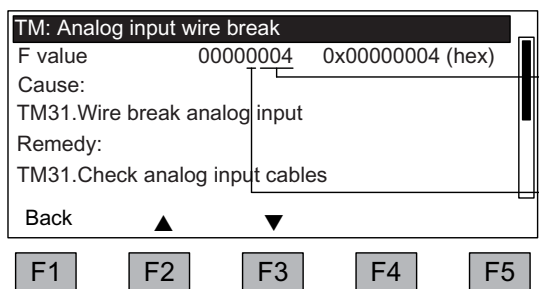 TM: Analog input wire break
F value 00000004 0x00000004 (hex)
Cause:
TM31.Wire break analog input
Remedy:
TM31.Check analog input cables
Back
F1 F2 F3 F4 F5